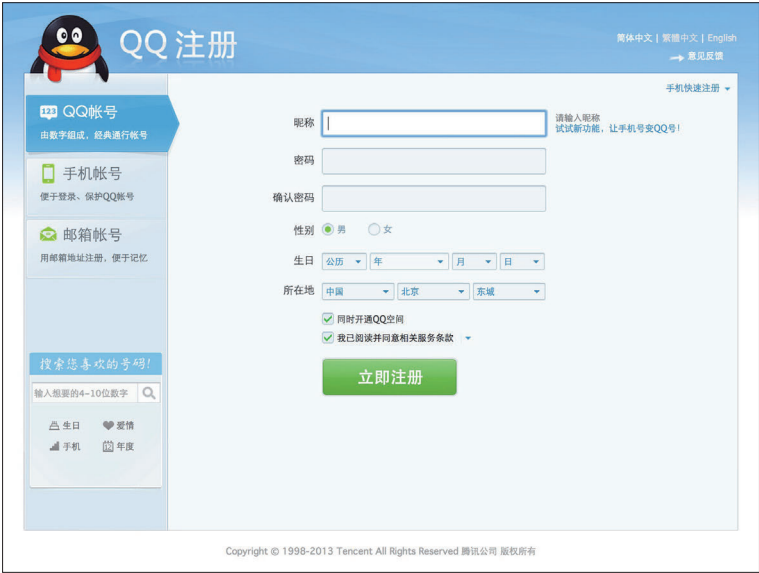 QQ 注册
简体中文 | 繁體中文 | English
意见反馈
手机快速注册
123 QQ帐号
由数字组成，经典通行帐号
手机帐号
便于登录、保护QQ帐号
邮箱帐号
用邮箱地址注册，便于记忆
昵称
请输入昵称
试试新功能，让手机号变QQ号！
密码
确认密码
性别 男 女
生日 公历 年 月 日
所在地 中国 北京 东城
同时开通QQ空间
我已阅读并同意相关服务条款
立即注册
搜索您喜欢的号码！
输入想要的4-10位数字
生日 爱情
手机 12 年度
Copyright © 1998-2013 Tencent All Rights Reserved 腾讯公司 版权所有